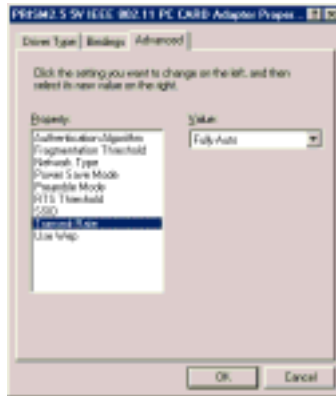 PRISM2.5 5V IEEE 802.11 PC CARD Adapter Proper... ? ×
Driver Type Bindings Advanced
Click the setting you want to change on the left, and then
select its new value on the right.
Property:
Value:
Authentication Algorithm
Fragmentation Threshold
Network Type
Power Save Mode
Preamble Mode
RTS Threshold
SSID
Transmit Rate
Use Wep
Fully Auto
OK
Cancel